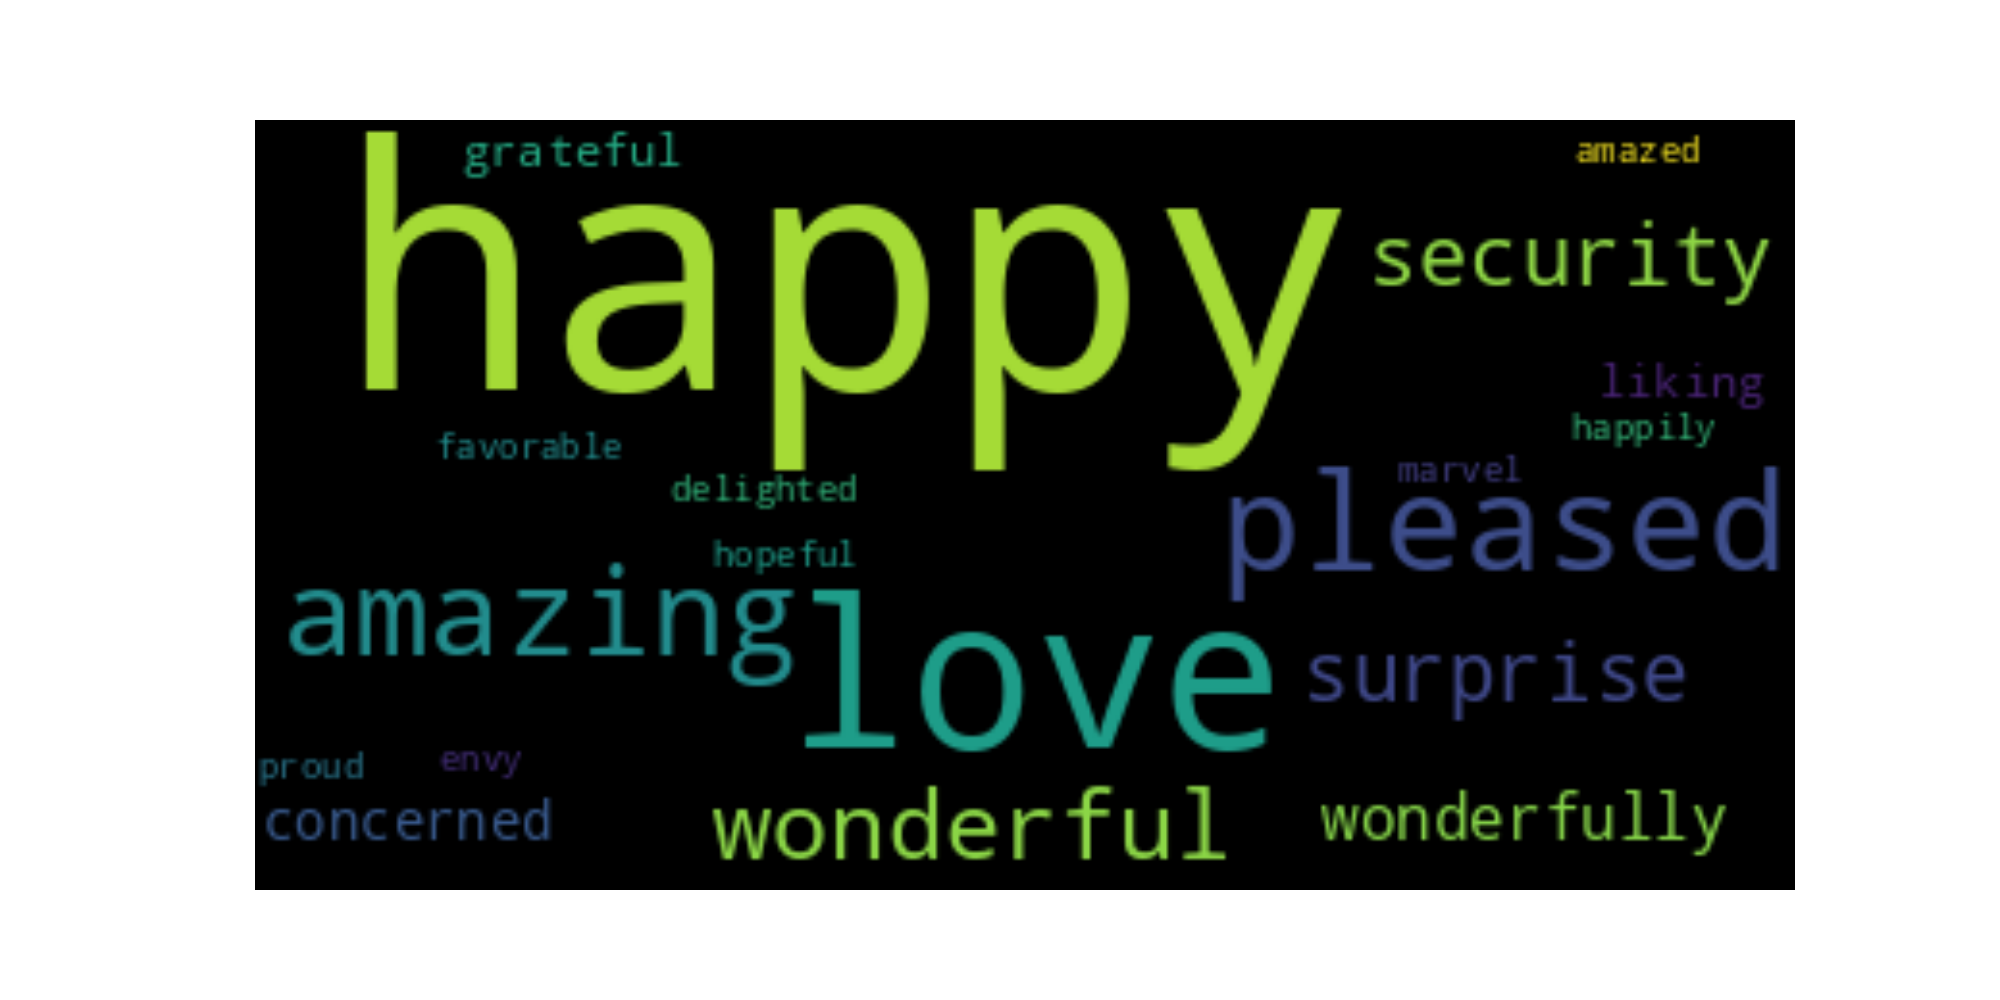 grateful
amazed
happy
security
liking
happily
favorable
marvel
delighted
pleased
hopeful
amazing
love
surprise
proud
envy
concerned
wonderful
wonderfully